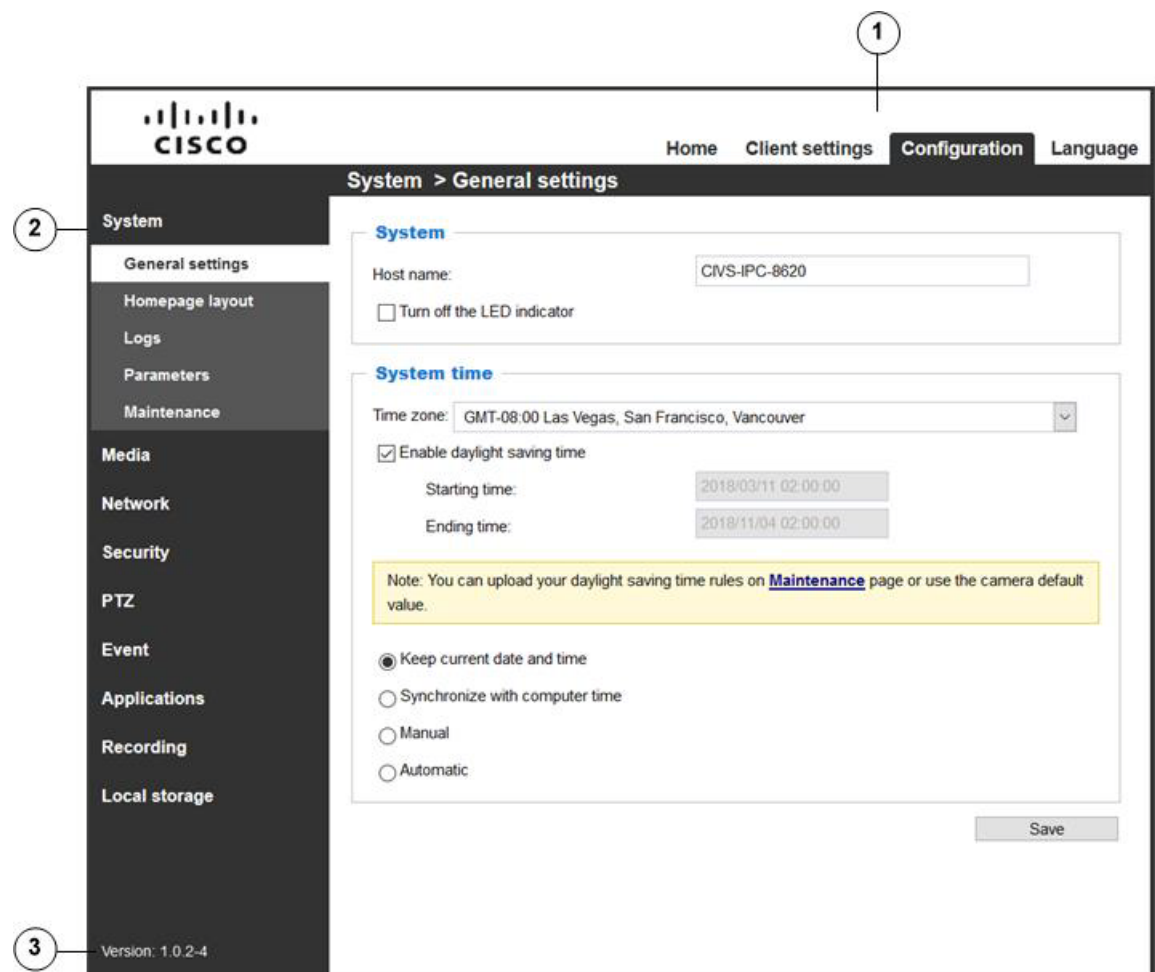 1
CISCO
Home Client settings Configuration Language
System > General settings
2
System
General settings
Homepage layout
Logs
Parameters
Maintenance
Media
Network
Security
PTZ
Event
Applications
Recording
Local storage
3
Version: 1.0.2-4
System
Host name: CIVS-IPC-8620
Turn off the LED indicator
System time
Time zone: GMT-08:00 Las Vegas, San Francisco, Vancouver
Enable daylight saving time
Starting time: 2018/03/11 02:00:00
Ending time: 2018/11/04 02:00:00
Note: You can upload your daylight saving time rules on Maintenance page or use the camera default
value.
Keep current date and time
Synchronize with computer time
Manual
Automatic
Save